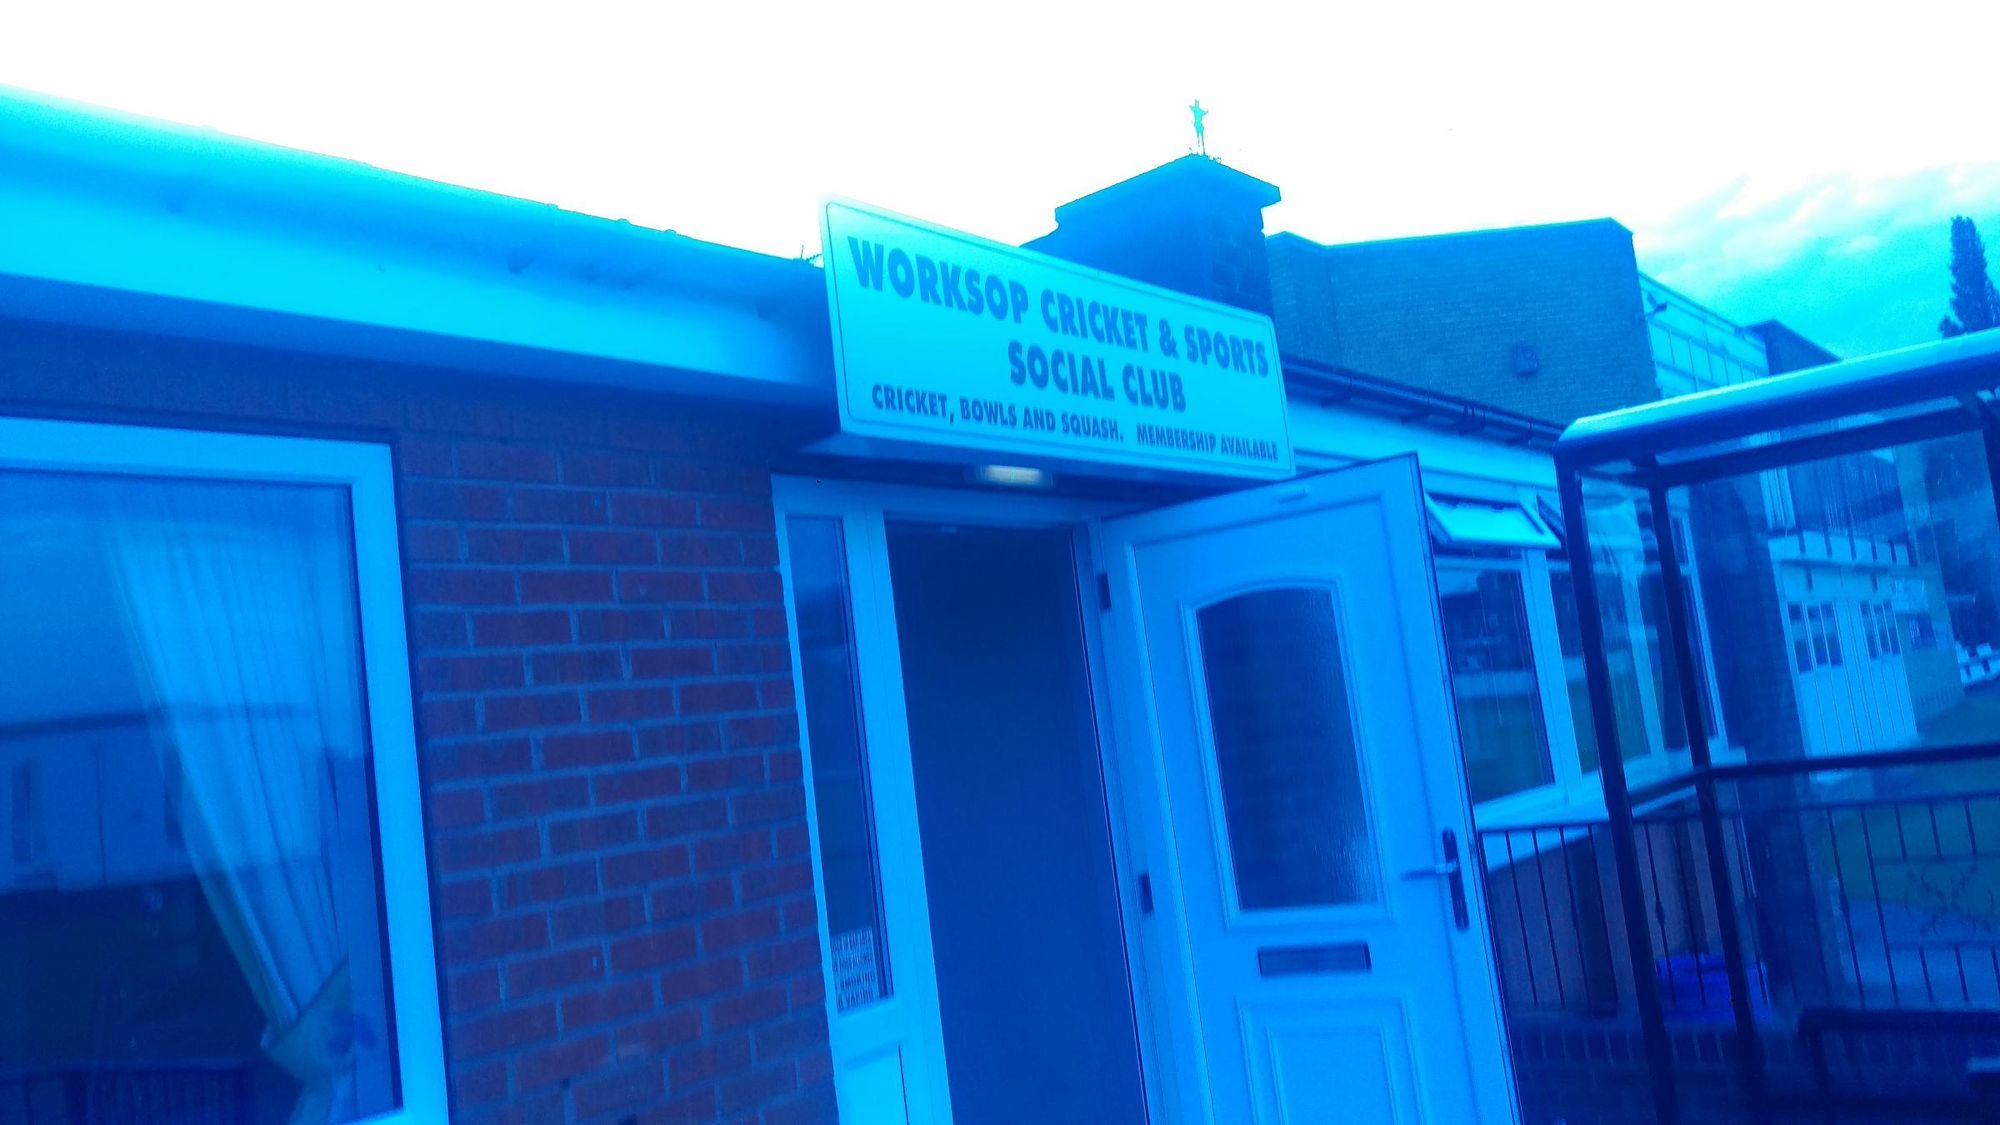 WORKSOP CRICKET & SPORTS
SOCIAL CLUB
CRICKET, BOWLS AND SQUASH. MEMBERSHIP AVAILABLE